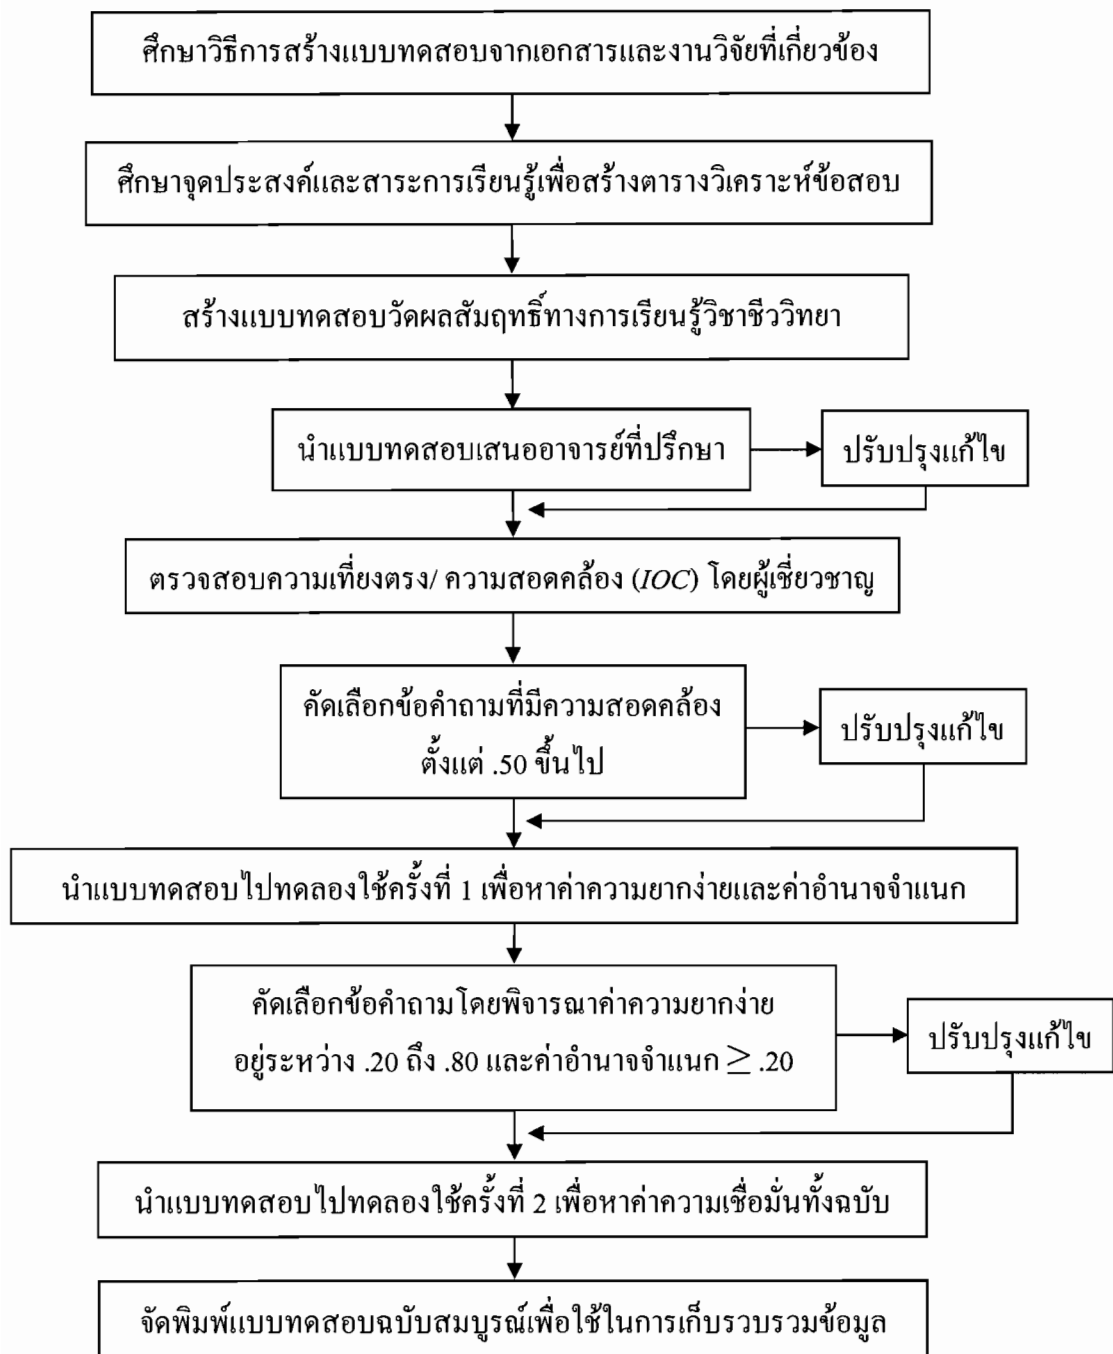 ศึกษาวิธีการสร้างแบบทดสอบจากเอกสารและงานวิจัยที่เกี่ยวข้อง
ศึกษาจุดประสงค์และสาระการเรียนรู้เพื่อสร้างตารางวิเคราะห์ข้อสอบ
สร้างแบบทดสอบวัดผลสัมฤทธิ์ทางการเรียนรู้วิชาชีววิทยา
นำแบบทดสอบเสนออาจารย์ที่ปรึกษา
ปรับปรุงแก้ไข
ตรวจสอบความเที่ยงตรง/ ความสอดคล้อง (IOC) โดยผู้เชี่ยวชาญ
คัดเลือกข้อคำถามที่มีความสอดคล้อง
ตั้งแต่ .50 ขึ้นไป
ปรับปรุงแก้ไข
นำแบบทดสอบไปทดลองใช้ครั้งที่ 1 เพื่อหาค่าความยากง่ายและค่าอำนาจจำแนก
คัดเลือกข้อคำถามโดยพิจารณาค่าความยากง่าย
อยู่ระหว่าง .20 ถึง .80 และค่าอำนาจจำแนก ≥ .20
ปรับปรุงแก้ไข
นำแบบทดสอบไปทดลองใช้ครั้งที่ 2 เพื่อหาค่าความเชื่อมั่นทั้งฉบับ
จัดพิมพ์แบบทดสอบฉบับสมบูรณ์เพื่อใช้ในการเก็บรวบรวมข้อมูล